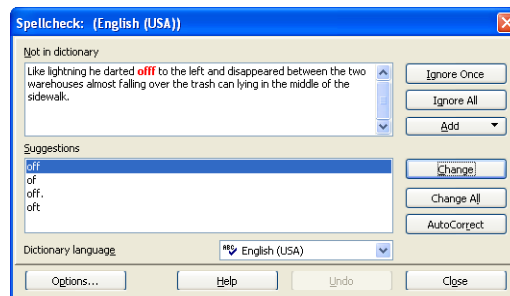 Spellcheck: (English (USA))
Not in dictionary
Like lightning he darted offf to the left and disappeared between the two
warehouses almost falling over the trash can lying in the middle of the
sidewalk.
Ignore Once
Ignore All
Add
Suggestions
off
of
off.
oft
Change
Change All
AutoCorrect
Dictionary language
ABC English (USA)
Options...
Help
Undo
Close